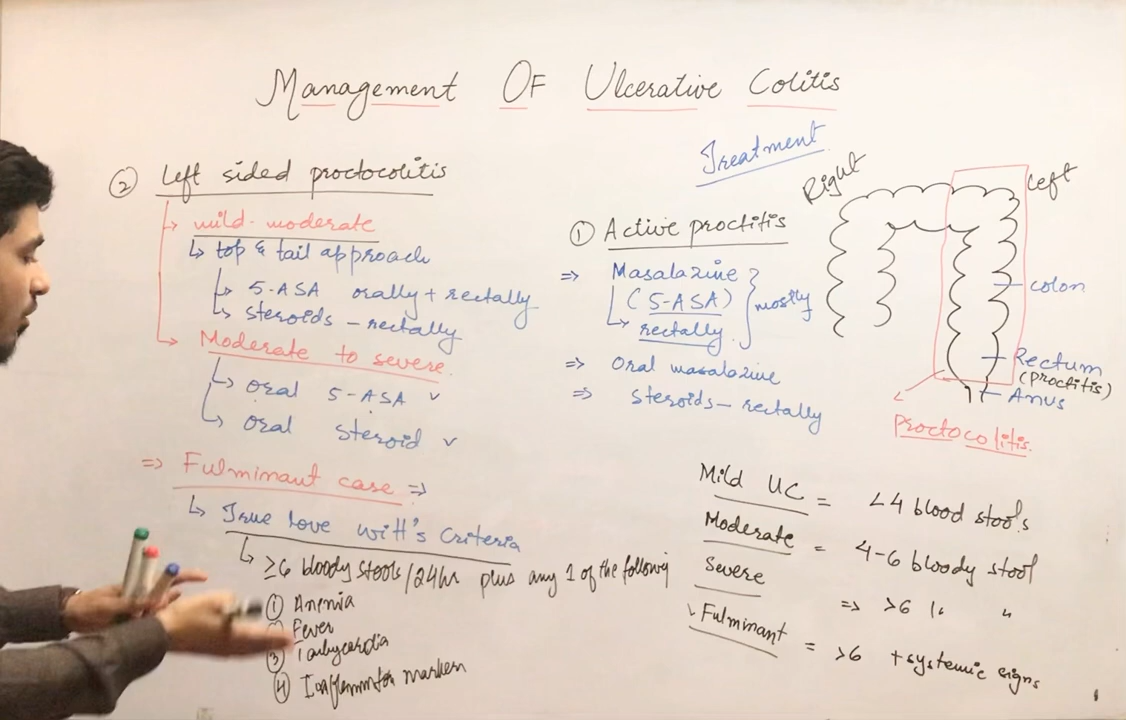 Management Of Ulcerative Colitis
Treatment
② Left sided proctocolitis
mild-moderate
↳ top & tail approach
↳ 5-ASA orally + rectally
↳ steroids - rectally
Moderate to severe.
↳ oral 5-ASA ✓
↳ oral steroid ✓
⇒ Fulminant case ⇒
↳ True love witt's Criteria
↳ ≥6 bloody stools/24hr plus any 1 of the following
① Anemia
② Fever
③ Tachycardia
④ Inflammator markers
① Active proctitis
⇒ Masalazine
(5-ASA)
↳ rectally
} mostly
⇒ Oral masalazine
⇒ steroids - rectally
Right
Left
colon
Rectum
(proctitis)
Anus
Proctocolitis.
Mild UC = <4 blood stools
Moderate = 4-6 bloody stool
Severe ⇒ >6 " "
Fulminant = >6 + systemic signs